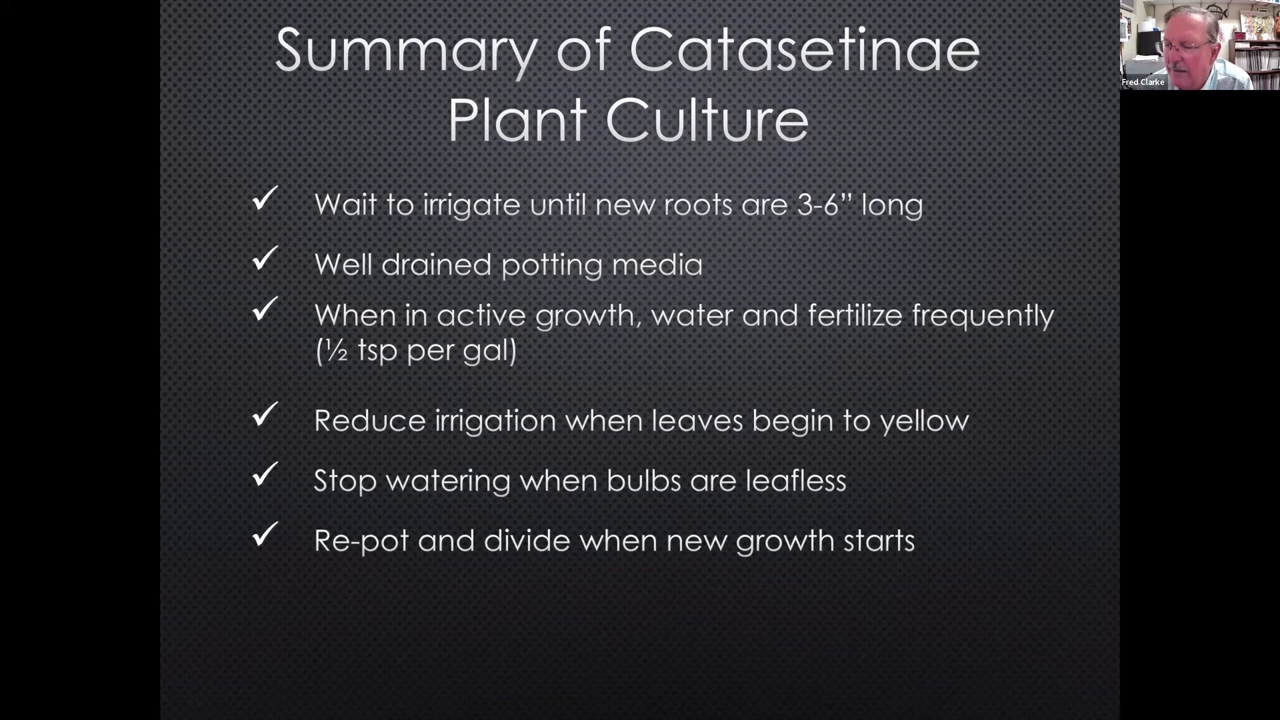 Summary of Catasetinae
Plant Culture
Fred Clarke
✓ Wait to irrigate until new roots are 3-6” long
✓ Well drained potting media
✓ When in active growth, water and fertilize frequently
(½ tsp per gal)
✓ Reduce irrigation when leaves begin to yellow
✓ Stop watering when bulbs are leafless
✓ Re-pot and divide when new growth starts